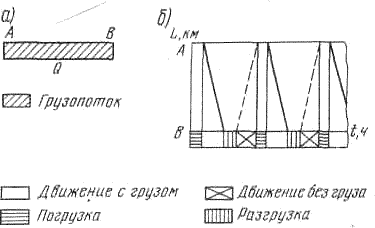 а)
А В
Q
Грузопоток
б)
L, км
А
В
t, ч
Движение с грузом
Движение без груза
Погрузка
Разгрузка